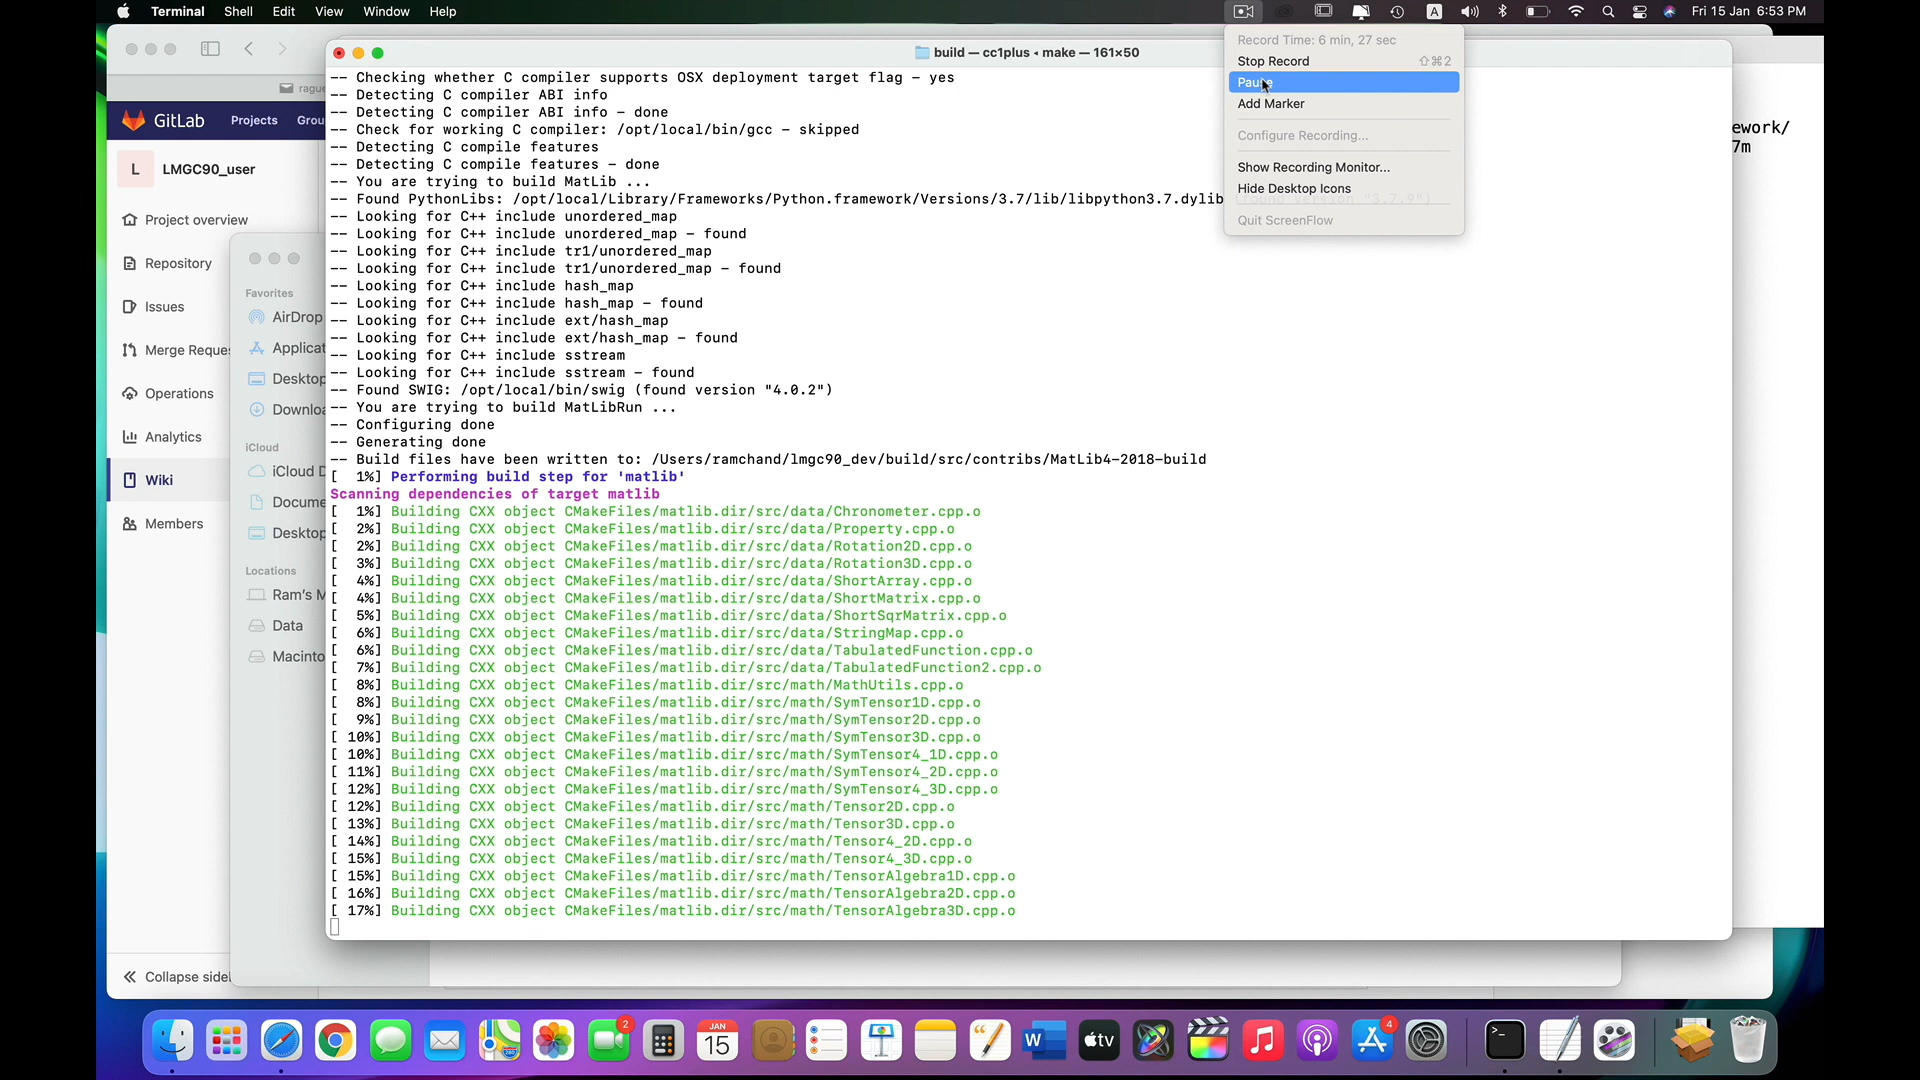 Terminal Shell Edit View Window Help
A Fri 15 Jan 6:53 PM
build — cc1plus ◂ make — 161×50
Record Time: 6 min, 27 sec
Stop Record ⇧⌘2
Add Marker
Configure Recording...
Show Recording Monitor...
Hide Desktop Icons
Quit ScreenFlow
GitLab Projects
L LMGC90_user
Project overview
Repository
Issues
Merge
Operations
Analytics
Wiki
Members
Collapse
Favorites
AirDrop
iCloud
iCloud
Locations
Ram's
Data
-- Checking whether C compiler supports OSX deployment target flag - yes
-- Detecting C compiler ABI info
-- Detecting C compiler ABI info - done
-- Check for working C compiler: /opt/local/bin/gcc - skipped
-- Detecting C compile features
-- Detecting C compile features - done
-- You are trying to build MatLib ...
-- Found PythonLibs: /opt/local/Library/Frameworks/Python.framework/Versions/3.7/lib/libpython3.7.dylib (found version "3.7.9")
-- Looking for C++ include unordered_map
-- Looking for C++ include unordered_map - found
-- Looking for C++ include tr1/unordered_map
-- Looking for C++ include tr1/unordered_map - found
-- Looking for C++ include hash_map
-- Looking for C++ include hash_map - found
-- Looking for C++ include ext/hash_map
-- Looking for C++ include ext/hash_map - found
-- Looking for C++ include sstream
-- Looking for C++ include sstream - found
-- Found SWIG: /opt/local/bin/swig (found version "4.0.2")
-- You are trying to build MatLibRun ...
-- Configuring done
-- Generating done
-- Build files have been written to: /Users/ramchand/lmgc90_dev/build/src/contribs/MatLib4-2018-build
[  1%] Performing build step for 'matlib'
Scanning dependencies of target matlib
[  1%] Building CXX object CMakeFiles/matlib.dir/src/data/Chronometer.cpp.o
[  2%] Building CXX object CMakeFiles/matlib.dir/src/data/Property.cpp.o
[  2%] Building CXX object CMakeFiles/matlib.dir/src/data/Rotation2D.cpp.o
[  3%] Building CXX object CMakeFiles/matlib.dir/src/data/Rotation3D.cpp.o
[  4%] Building CXX object CMakeFiles/matlib.dir/src/data/ShortArray.cpp.o
[  4%] Building CXX object CMakeFiles/matlib.dir/src/data/ShortMatrix.cpp.o
[  5%] Building CXX object CMakeFiles/matlib.dir/src/data/ShortSqrMatrix.cpp.o
[  6%] Building CXX object CMakeFiles/matlib.dir/src/data/StringMap.cpp.o
[  6%] Building CXX object CMakeFiles/matlib.dir/src/data/TabulatedFunction.cpp.o
[  7%] Building CXX object CMakeFiles/matlib.dir/src/data/TabulatedFunction2.cpp.o
[  8%] Building CXX object CMakeFiles/matlib.dir/src/math/MathUtils.cpp.o
[  8%] Building CXX object CMakeFiles/matlib.dir/src/math/SymTensor1D.cpp.o
[  9%] Building CXX object CMakeFiles/matlib.dir/src/math/SymTensor2D.cpp.o
[ 10%] Building CXX object CMakeFiles/matlib.dir/src/math/SymTensor3D.cpp.o
[ 10%] Building CXX object CMakeFiles/matlib.dir/src/math/SymTensor4_1D.cpp.o
[ 11%] Building CXX object CMakeFiles/matlib.dir/src/math/SymTensor4_2D.cpp.o
[ 12%] Building CXX object CMakeFiles/matlib.dir/src/math/SymTensor4_3D.cpp.o
[ 12%] Building CXX object CMakeFiles/matlib.dir/src/math/Tensor2D.cpp.o
[ 13%] Building CXX object CMakeFiles/matlib.dir/src/math/Tensor3D.cpp.o
[ 14%] Building CXX object CMakeFiles/matlib.dir/src/math/Tensor4_2D.cpp.o
[ 15%] Building CXX object CMakeFiles/matlib.dir/src/math/Tensor4_3D.cpp.o
[ 15%] Building CXX object CMakeFiles/matlib.dir/src/math/TensorAlgebra1D.cpp.o
[ 16%] Building CXX object CMakeFiles/matlib.dir/src/math/TensorAlgebra2D.cpp.o
[ 17%] Building CXX object CMakeFiles/matlib.dir/src/math/TensorAlgebra3D.cpp.o
ework/
7m
2
JAN
15
W
tv
4